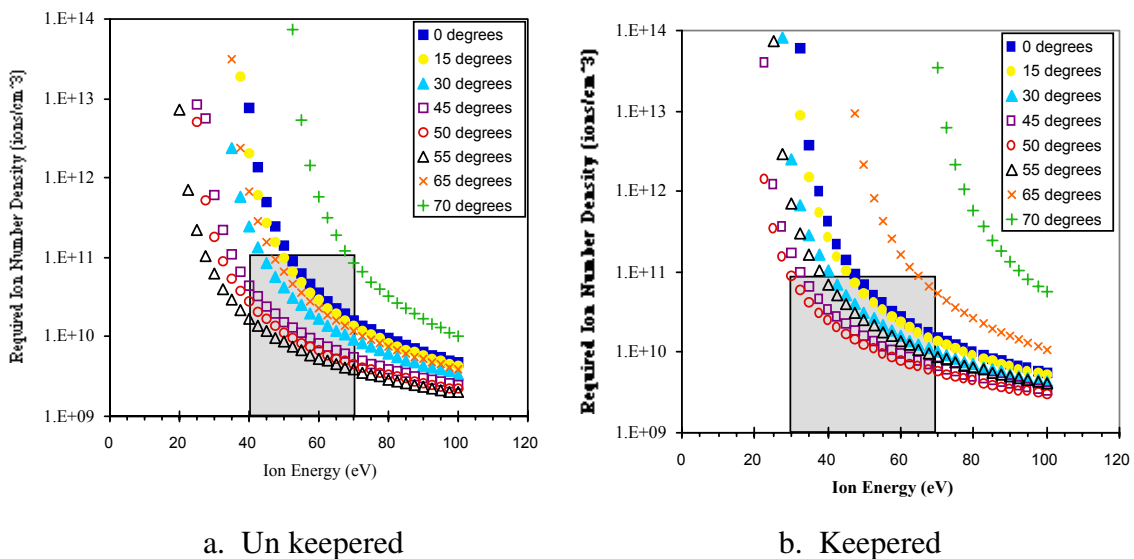 1.E+14
1.E+13
1.E+12
1.E+11
1.E+10
1.E+09
Required Ion Number Density (ions/cm^3)
0 degrees
15 degrees
30 degrees
45 degrees
50 degrees
55 degrees
65 degrees
70 degrees
0 20 40 60 80 100 120
Ion Energy (eV)
a. Un keepered
1.E+14
1.E+13
1.E+12
1.E+11
1.E+10
1.E+09
Required Ion Number Density (ions/cm^3)
0 degrees
15 degrees
30 degrees
45 degrees
50 degrees
55 degrees
65 degrees
70 degrees
0 20 40 60 80 100 120
Ion Energy (eV)
b. Keepered